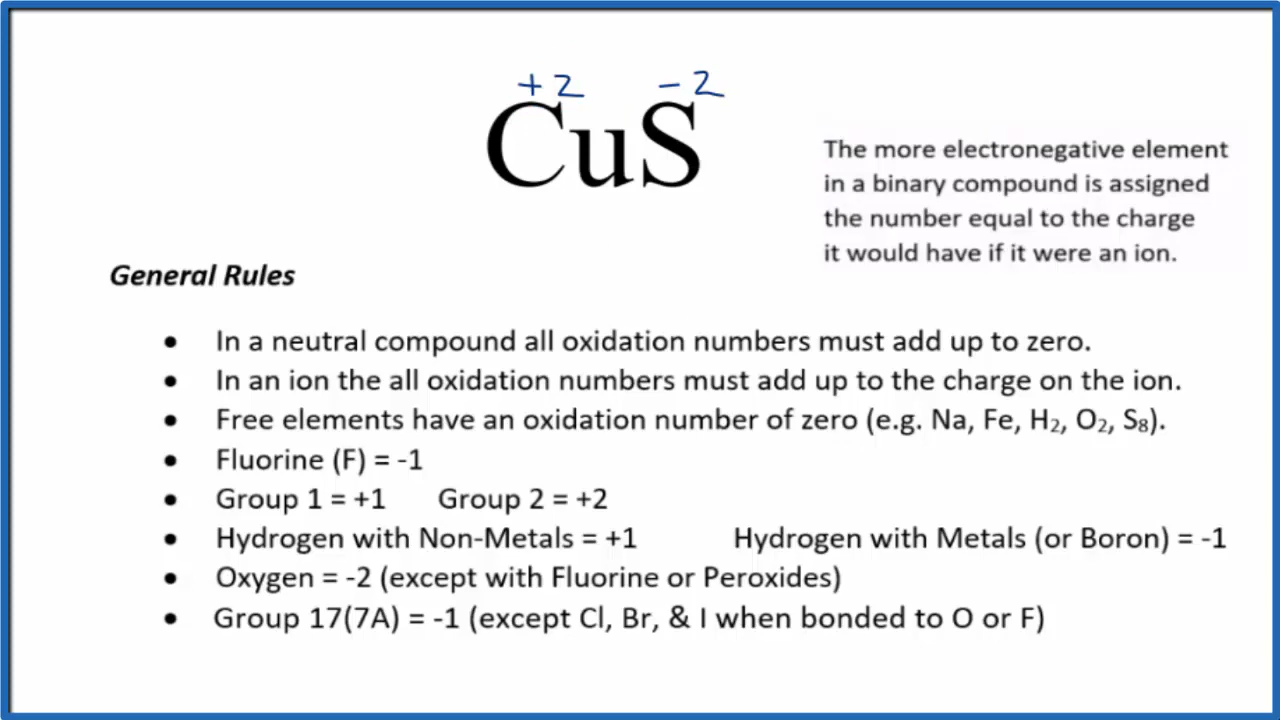 +2 -2
CuS
The more electronegative element
in a binary compound is assigned
the number equal to the charge
it would have if it were an ion.
General Rules
• In a neutral compound all oxidation numbers must add up to zero.
• In an ion the all oxidation numbers must add up to the charge on the ion.
• Free elements have an oxidation number of zero (e.g. Na, Fe, H₂, O₂, S₈).
• Fluorine (F) = -1
• Group 1 = +1 Group 2 = +2
• Hydrogen with Non-Metals = +1 Hydrogen with Metals (or Boron) = -1
• Oxygen = -2 (except with Fluorine or Peroxides)
• Group 17(7A) = -1 (except Cl, Br, & I when bonded to O or F)